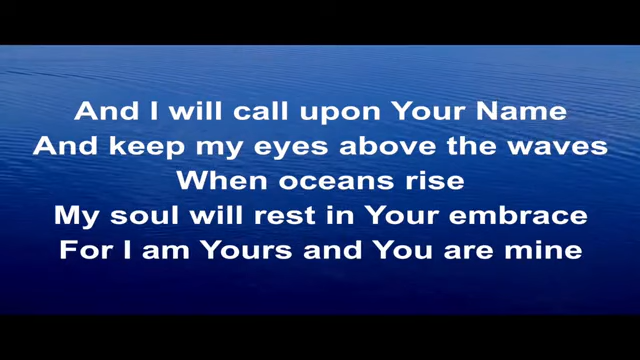 And I will call upon Your Name
And keep my eyes above the waves
When oceans rise
My soul will rest in Your embrace
For I am Yours and You are mine